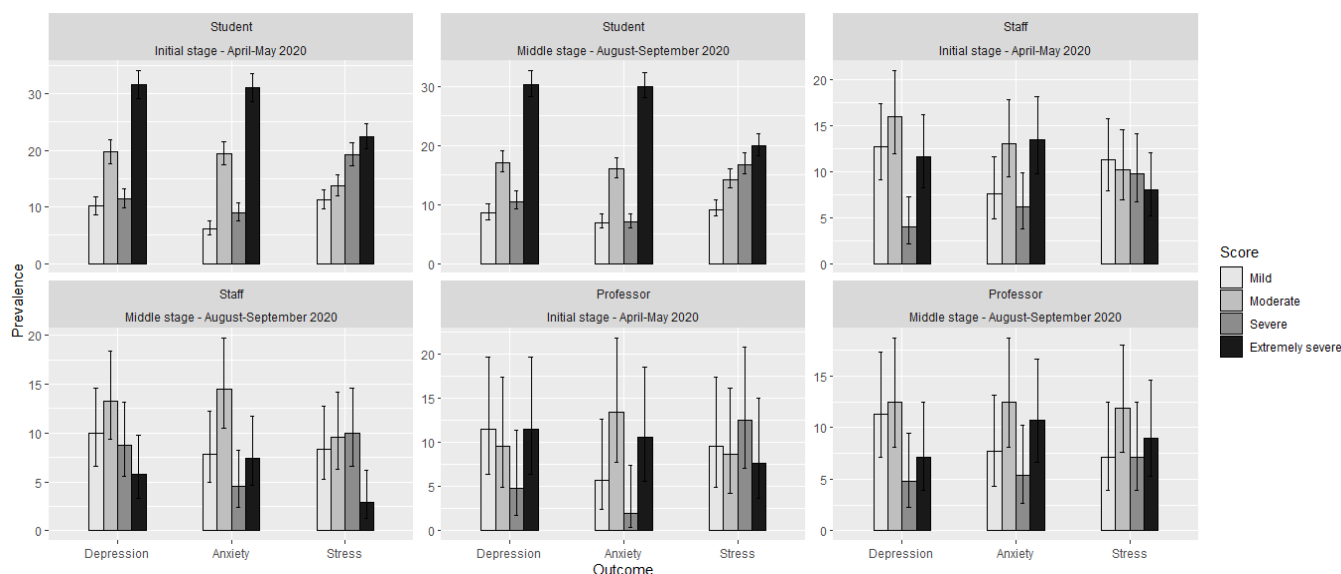 Student
Initial stage - April-May 2020
Student
Middle stage - August-September 2020
Staff
Initial stage - April-May 2020
0
10
20
30
0
10
20
30
0
5
10
15
20
Prevalence
Staff
Middle stage - August-September 2020
Professor
Initial stage - April-May 2020
Professor
Middle stage - August-September 2020
0
5
10
15
20
0
5
10
15
20
0
5
10
15
Depression Anxiety Stress
Depression Anxiety Stress
Depression Anxiety Stress
Outcome
Score
Mild
Moderate
Severe
Extremely severe